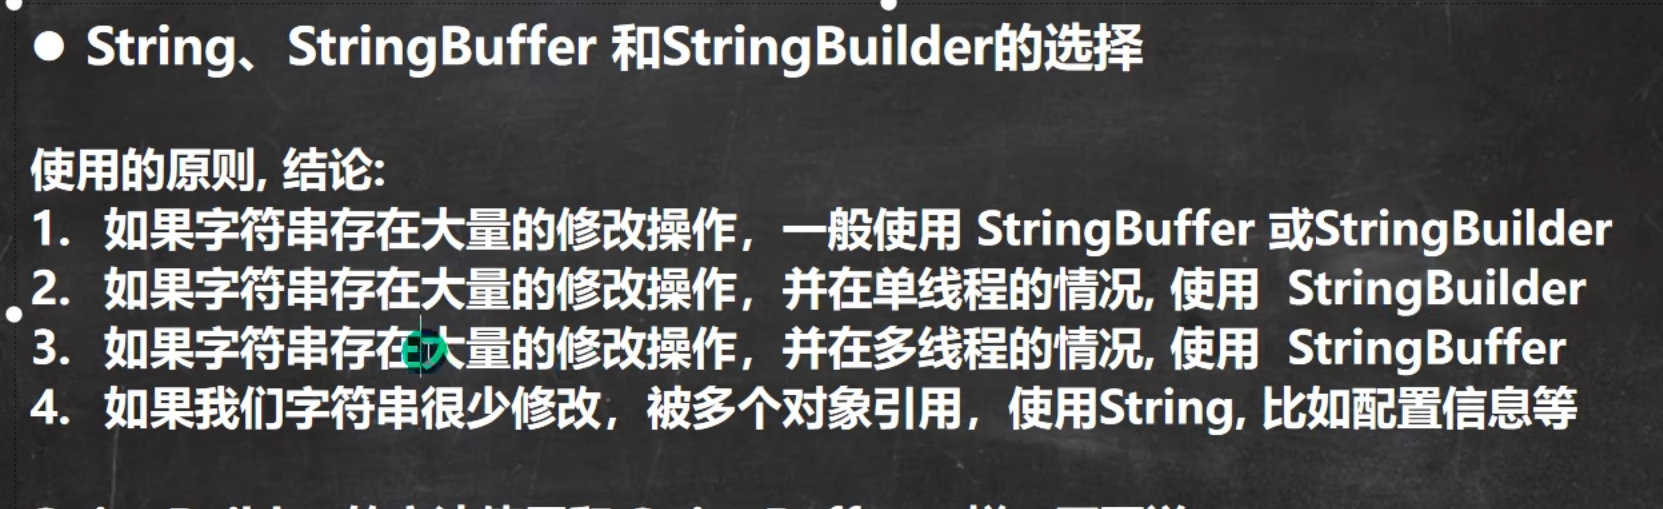 ● String、StringBuffer 和StringBuilder的选择
使用的原则, 结论:
1. 如果字符串存在大量的修改操作，一般使用 StringBuffer 或StringBuilder
2. 如果字符串存在大量的修改操作，并在单线程的情况, 使用 StringBuilder
3. 如果字符串存在大量的修改操作，并在多线程的情况, 使用 StringBuffer
4. 如果我们字符串很少修改，被多个对象引用，使用String, 比如配置信息等